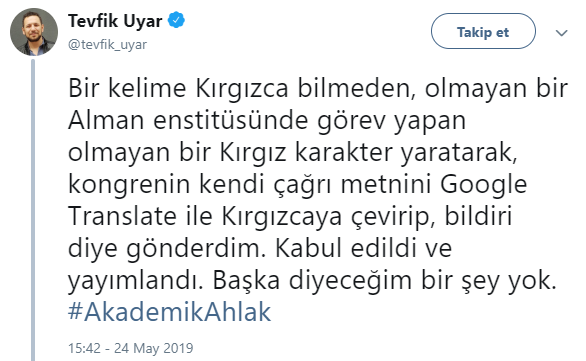 Tevfik Uyar
@tevfik_uyar
Takip et
Bir kelime Kırgızca bilmeden, olmayan bir
Alman enstitüsünde görev yapan
olmayan bir Kırgız karakter yaratarak,
kongrenin kendi çağrı metnini Google
Translate ile Kırgızcaya çevirip, bildiri
diye gönderdim. Kabul edildi ve
yayımlandı. Başka diyeceğim bir şey yok.
#AkademikAhlak
15:42 - 24 May 2019